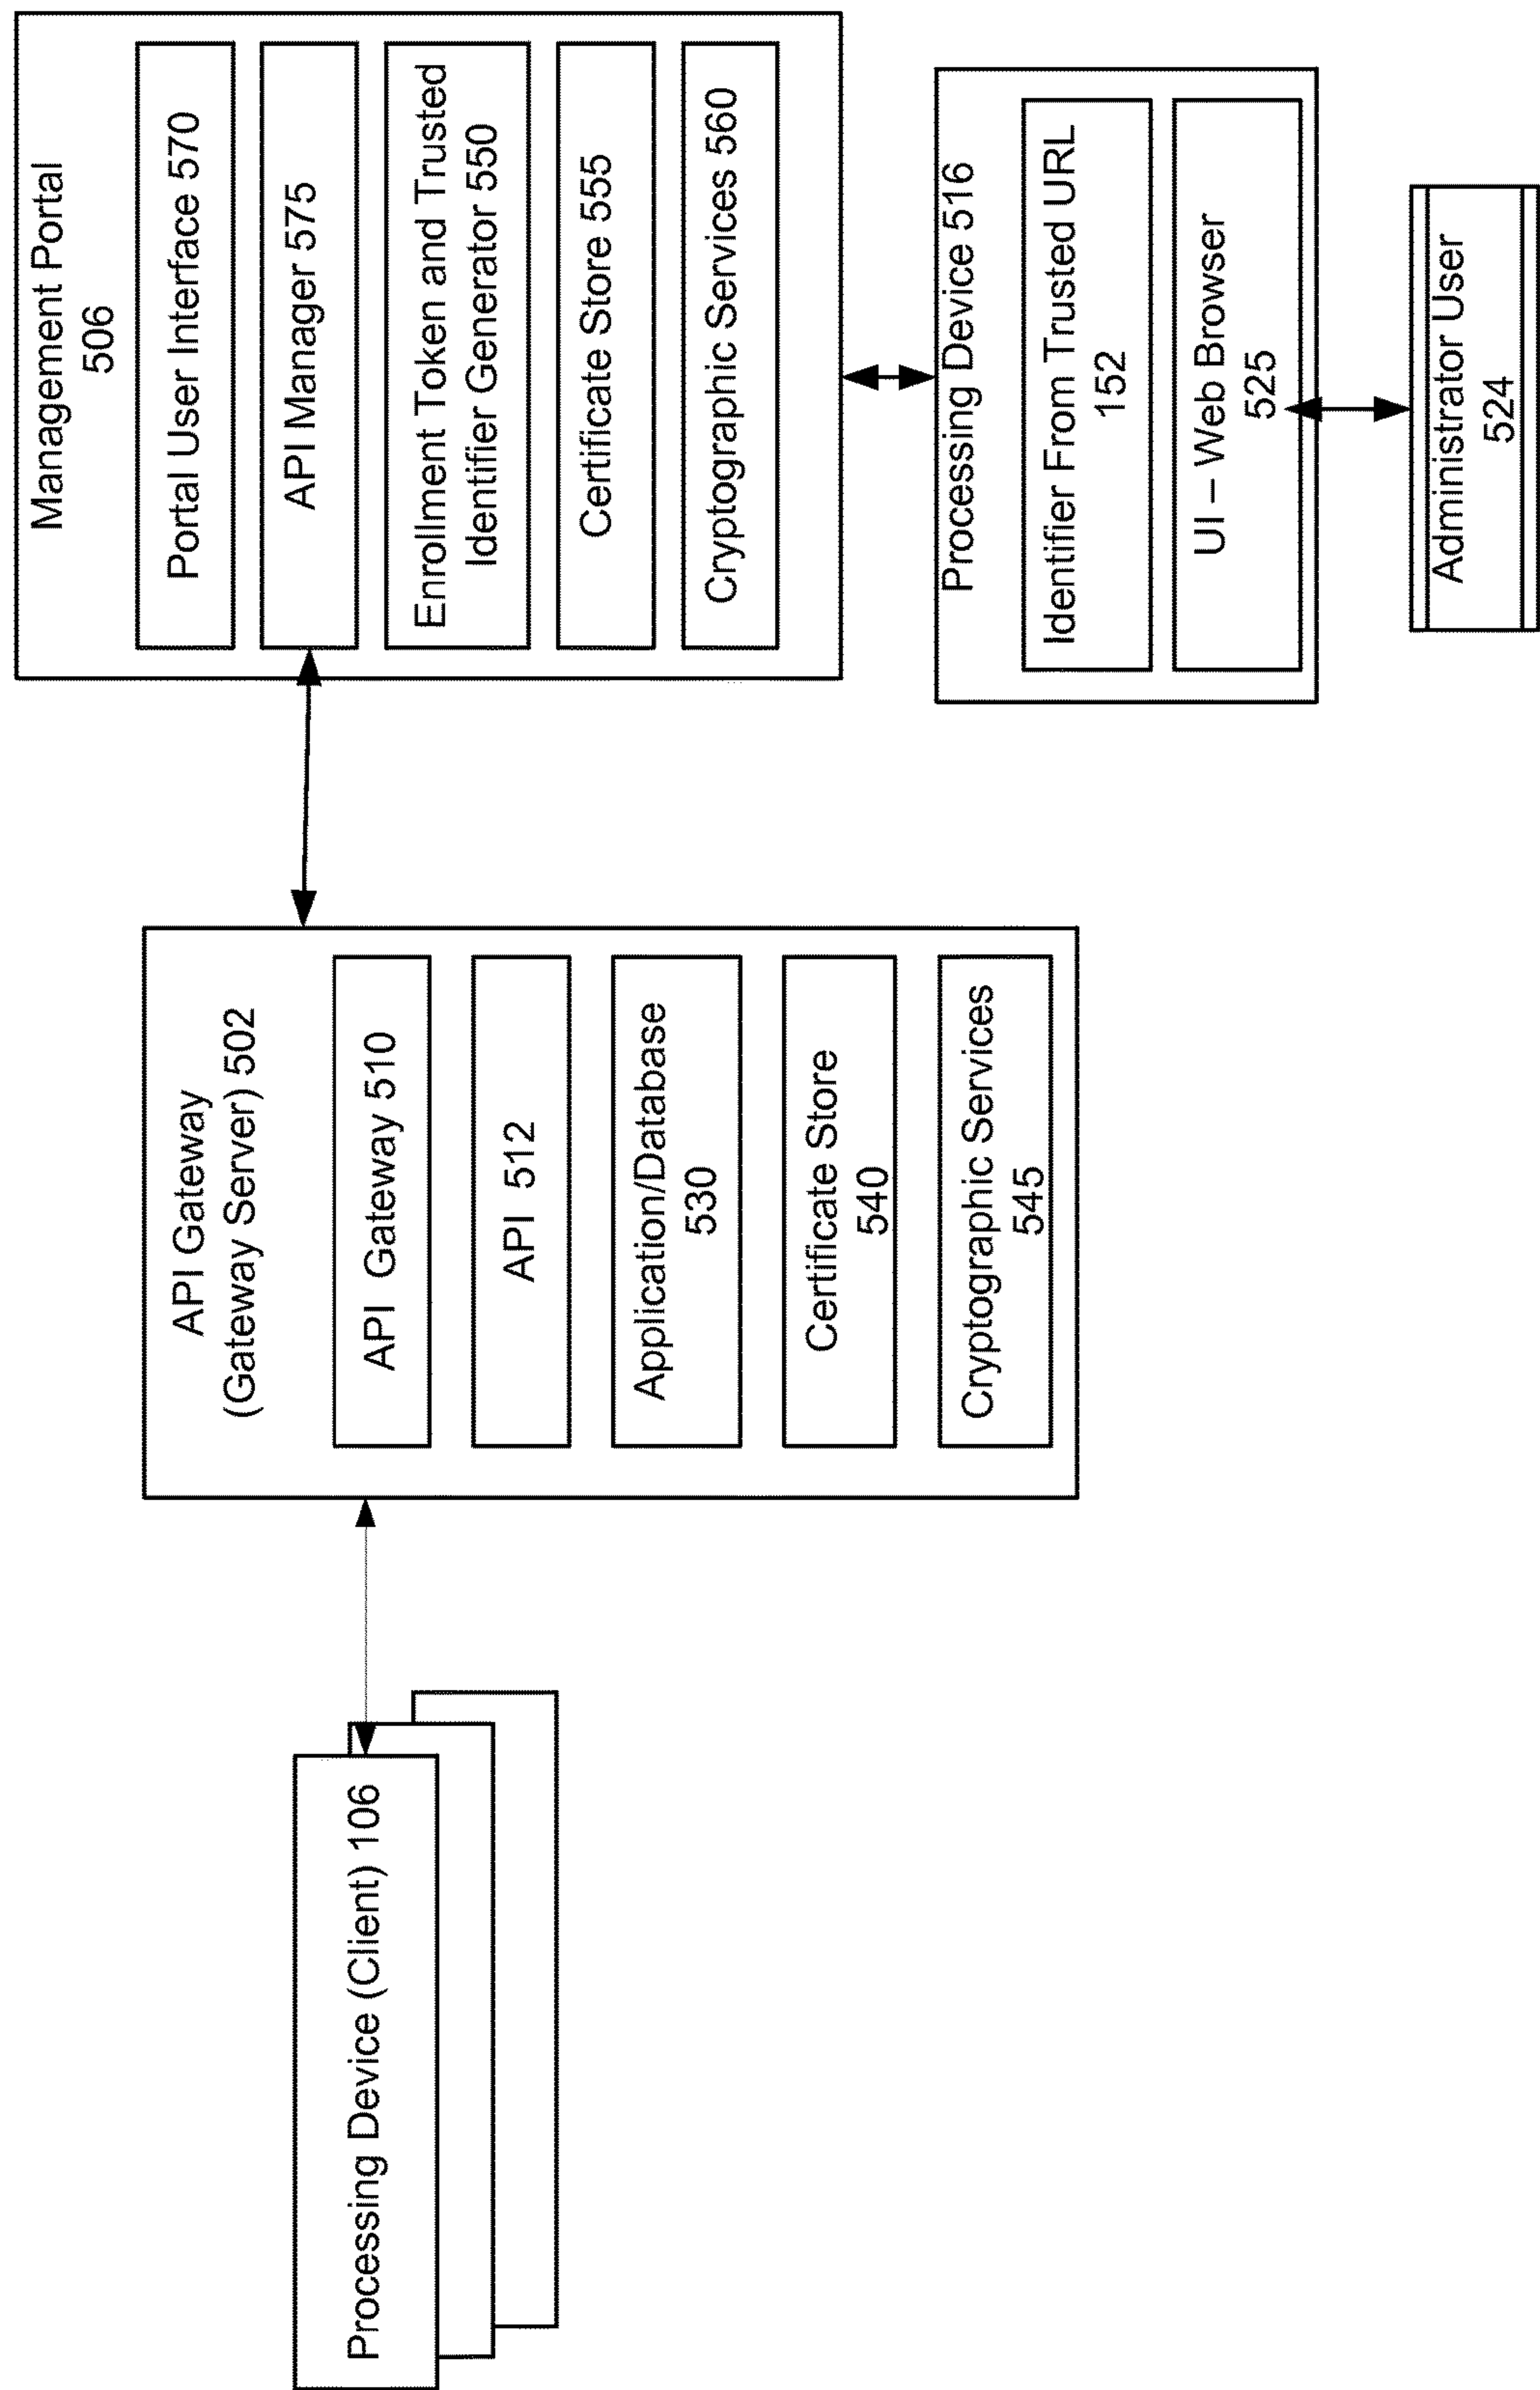 Processing Device (Client) 106
API Gateway
(Gateway Server) 502
API Gateway 510
API 512
Application/Database
530
Certificate Store
540
Cryptographic Services
545
Management Portal
506
Portal User Interface 570
API Manager 575
Enrollment Token and Trusted
Identifier Generator 550
Certificate Store 555
Cryptographic Services 560
Processing Device 516
Identifier From Trusted URL
152
UI – Web Browser
525
Administrator User
524